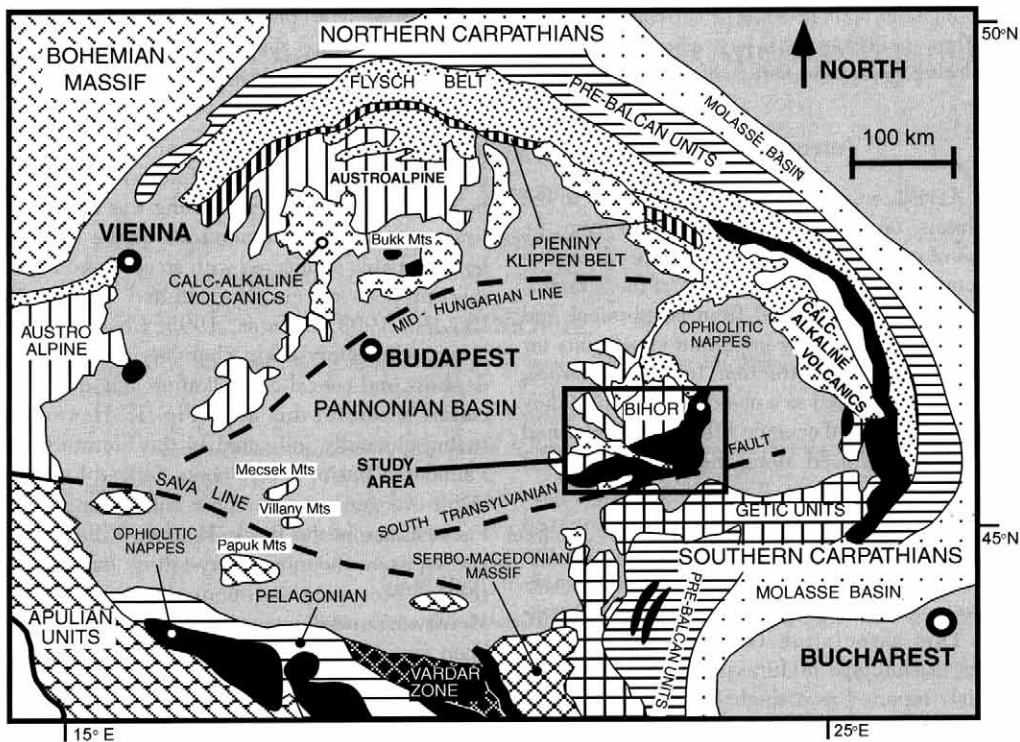 50°N
NORTHERN CARPATHIANS
BOHEMIAN
MASSIF
NORTH
FLYSCH BELT
PRE-BALCAN UNITS
MOLASSE BASIN
100 km
AUSTROALPINE
VIENNA
Bukk Mts
PIENINY
KLIPPEN BELT
CALC-ALKALINE
VOLCANICS
MID-HUNGARIAN LINE
AUSTRO
ALPINE
OPHIOLITIC
NAPPES
CALC-
ALKALINE
VOLCANICS
BUDAPEST
PANNONIAN BASIN
BIHOR
STUDY
AREA
Mecsek Mts
SAVA LINE
Villany Mts
SOUTH TRANSYLVANIAN FAULT
GETIC UNITS
OPHIOLITIC
NAPPES
Papuk Mts
SERBO-MACEDONIAN
MASSIF
SOUTHERN CARPATHIANS
45°N
PELAGONIAN
MOLASSE BASIN
APULIAN
UNITS
PRE-BALCAN
UNITS
VARDAR
ZONE
BUCHAREST
15° E
25° E